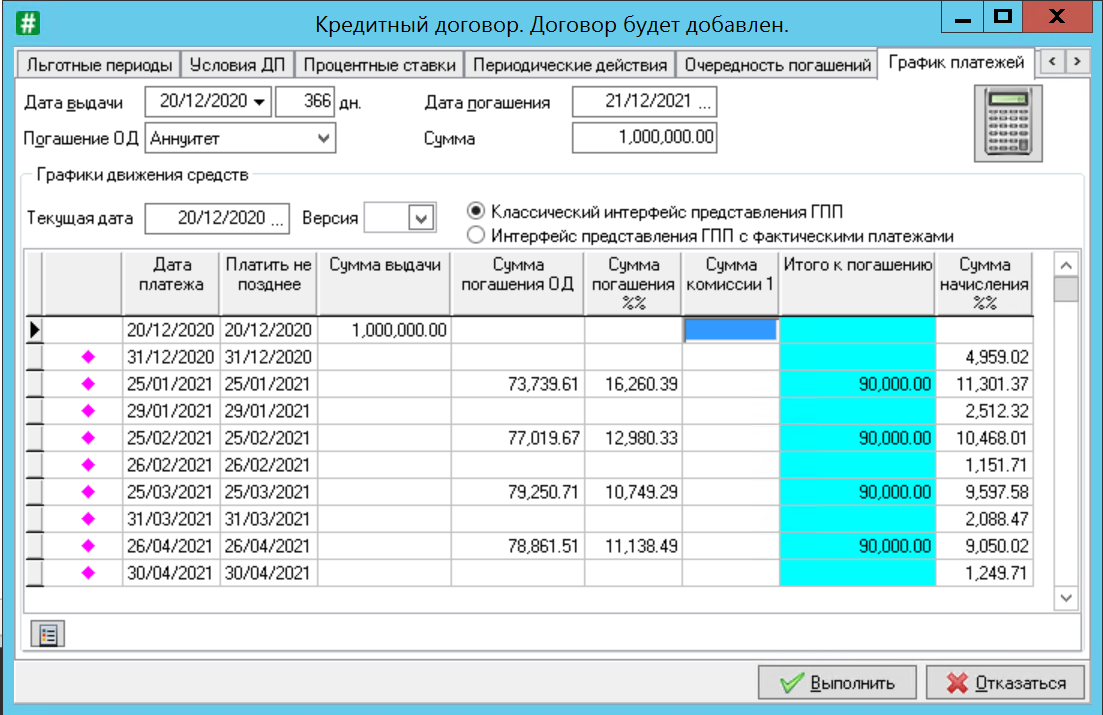 #
Кредитный договор. Договор будет добавлен.
Льготные периоды Условия ДП Процентные ставки Периодические действия Очередность погашений График платежей
Дата выдачи 20/12/2020 366 дн. Дата погашения 21/12/2021 ...
Погашение ОД Аннуитет Сумма 1,000,000.00
Графики движения средств
Текущая дата 20/12/2020 ... Версия
Классический интерфейс представления ГПП
Интерфейс представления ГПП с фактическими платежами
Дата Платить не Сумма выдачи Сумма Сумма Сумма Итого к погашению Сумма
платежа позднее погашения ОД погашения комиссии 1 начисления
%% %%
20/12/2020 20/12/2020 1,000,000.00
31/12/2020 31/12/2020 4,959.02
25/01/2021 25/01/2021 73,739.61 16,260.39 90,000.00 11,301.37
29/01/2021 29/01/2021 2,512.32
25/02/2021 25/02/2021 77,019.67 12,980.33 90,000.00 10,468.01
26/02/2021 26/02/2021 1,151.71
25/03/2021 25/03/2021 79,250.71 10,749.29 90,000.00 9,597.58
31/03/2021 31/03/2021 2,088.47
26/04/2021 26/04/2021 78,861.51 11,138.49 90,000.00 9,050.02
30/04/2021 30/04/2021 1,249.71
Выполнить Отказаться